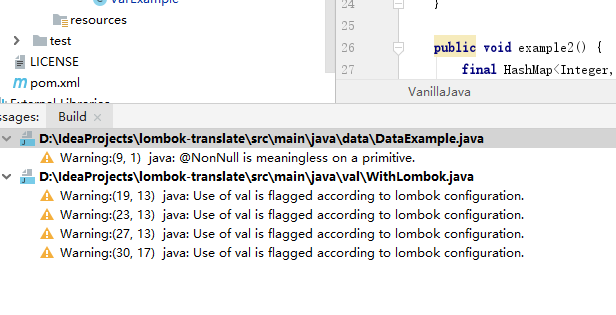 ValExample
resources
test
LICENSE
pom.xml
External Libraries
24 }
25
26 public void example2() {
27 final HashMap<Integer,
VanillaJava
ssages: Build ×
D:\IdeaProjects\lombok-translate\src\main\java\data\DataExample.java
Warning:(9, 1) java: @NonNull is meaningless on a primitive.
D:\IdeaProjects\lombok-translate\src\main\java\val\WithLombok.java
Warning:(19, 13) java: Use of val is flagged according to lombok configuration.
Warning:(23, 13) java: Use of val is flagged according to lombok configuration.
Warning:(27, 13) java: Use of val is flagged according to lombok configuration.
Warning:(30, 17) java: Use of val is flagged according to lombok configuration.